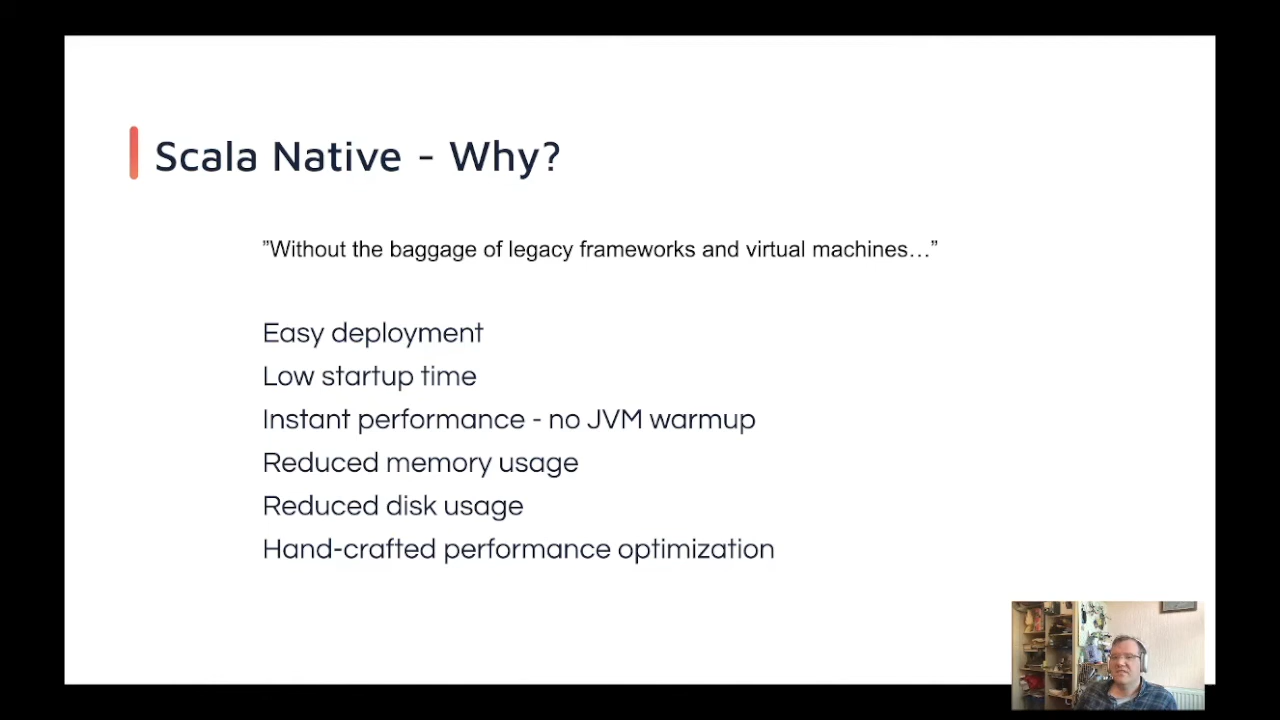 Scala Native - Why?
”Without the baggage of legacy frameworks and virtual machines…”
Easy deployment
Low startup time
Instant performance - no JVM warmup
Reduced memory usage
Reduced disk usage
Hand-crafted performance optimization